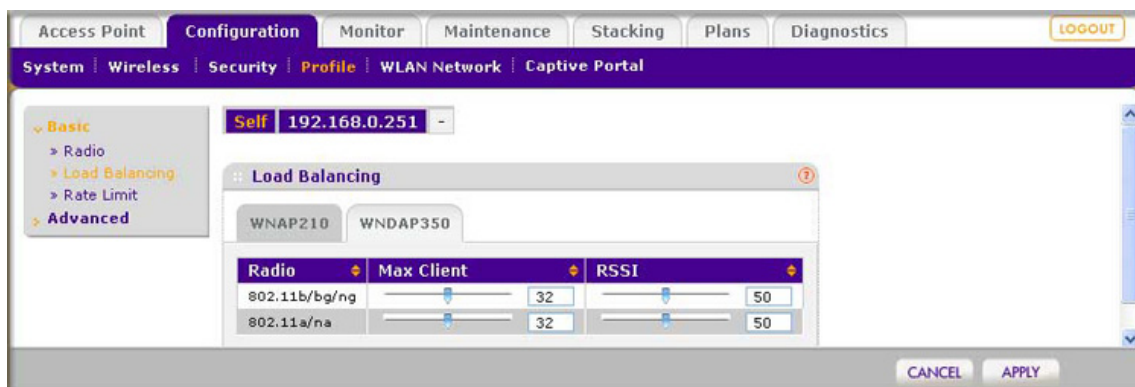 Access Point Configuration Monitor Maintenance Stacking Plans Diagnostics LOGOUT
System Wireless Security Profile WLAN Network Captive Portal
Basic
» Radio
» Load Balancing
» Rate Limit
Advanced
Self 192.168.0.251 -
Load Balancing ?
WNAP210 WNDAP350
Radio Max Client RSSI
802.11b/bg/ng 32 50
802.11a/na 32 50
CANCEL APPLY